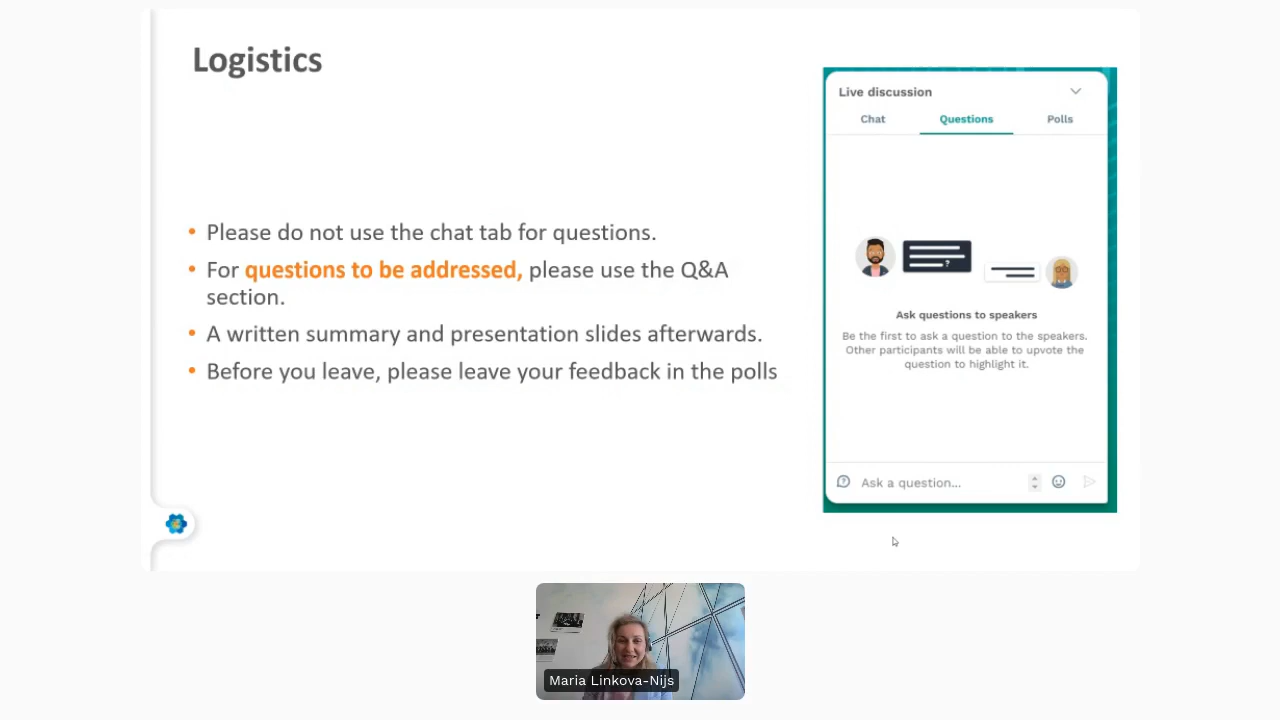 Logistics
Please do not use the chat tab for questions.
For questions to be addressed, please use the Q&A
section.
A written summary and presentation slides afterwards.
Before you leave, please leave your feedback in the polls
Live discussion
Chat Questions Polls
?
Ask questions to speakers
Be the first to ask a question to the speakers.
Other participants will be able to upvote the
question to highlight it.
Ask a question...
Maria Linkova-Nijs